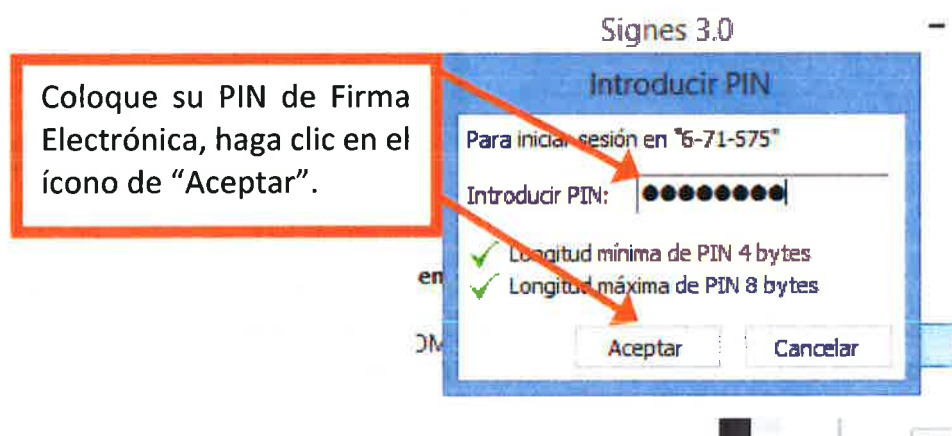 Signes 3.0
Coloque su PIN de Firma
Electrónica, haga clic en el
ícono de “Aceptar”.
Introducir PIN
Para iniciar sesión en "6-71-575"
Introducir PIN: ●●●●●●●●
Longitud mínima de PIN 4 bytes
Longitud máxima de PIN 8 bytes
en
Aceptar
Cancelar